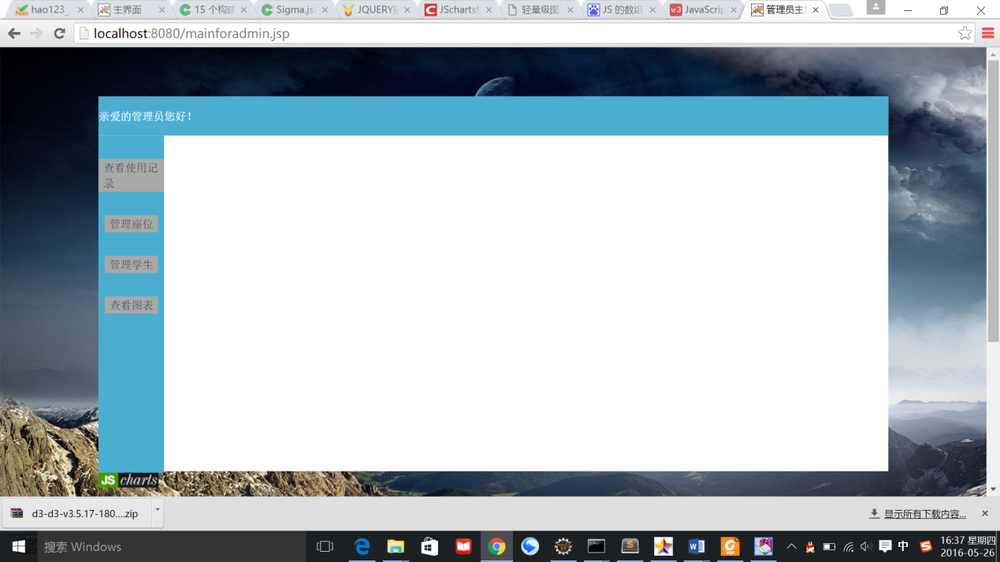 hao123_
主界面
15 个构建
Sigma.js
JQUERY
JScharts
轻量级图
JS 的数组
JavaScrip
管理员主
localhost:8080/mainforadmin.jsp
亲爱的管理员您好！
查看使用记
录
管理座位
管理学生
查看图表
JS charts
d3-d3-v3.5.17-180....zip
显示所有下载内容...
搜索 Windows
中
16:37 星期四
2016-05-26